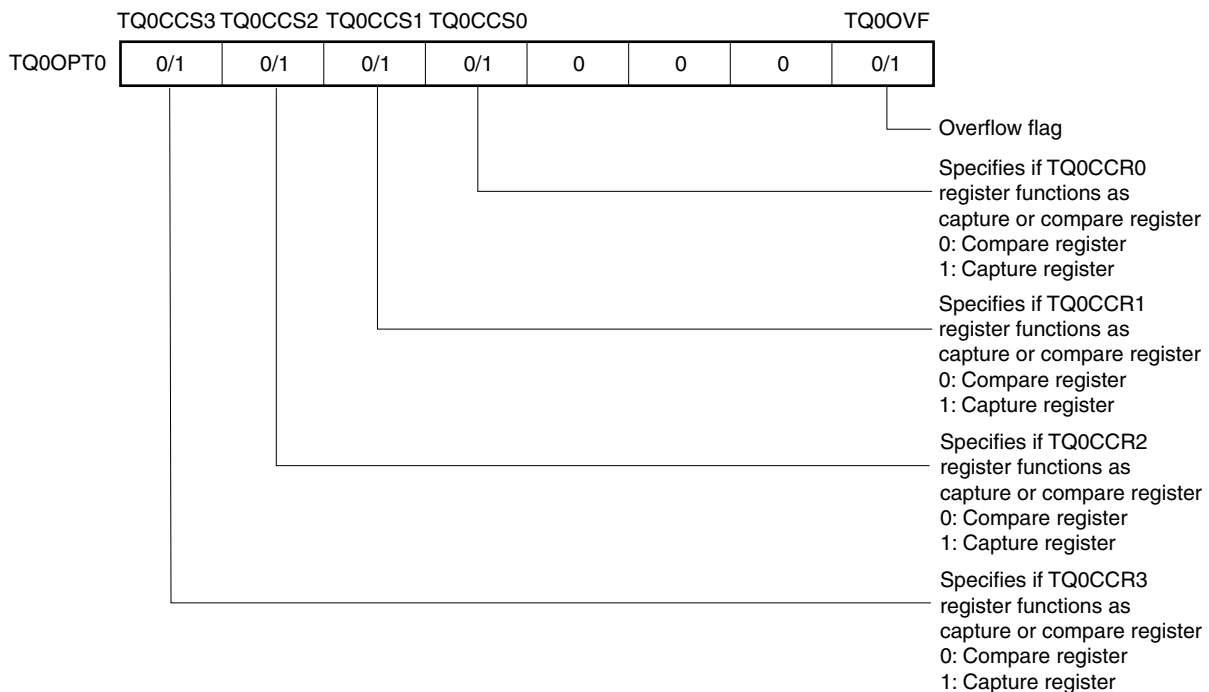 TQ0CCS3 TQ0CCS2 TQ0CCS1 TQ0CCS0 TQ0OVF
TQ0OPT0 0/1 0/1 0/1 0/1 0 0 0 0/1
Overflow flag
Specifies if TQ0CCR0
register functions as
capture or compare register
0: Compare register
1: Capture register
Specifies if TQ0CCR1
register functions as
capture or compare register
0: Compare register
1: Capture register
Specifies if TQ0CCR2
register functions as
capture or compare register
0: Compare register
1: Capture register
Specifies if TQ0CCR3
register functions as
capture or compare register
0: Compare register
1: Capture register